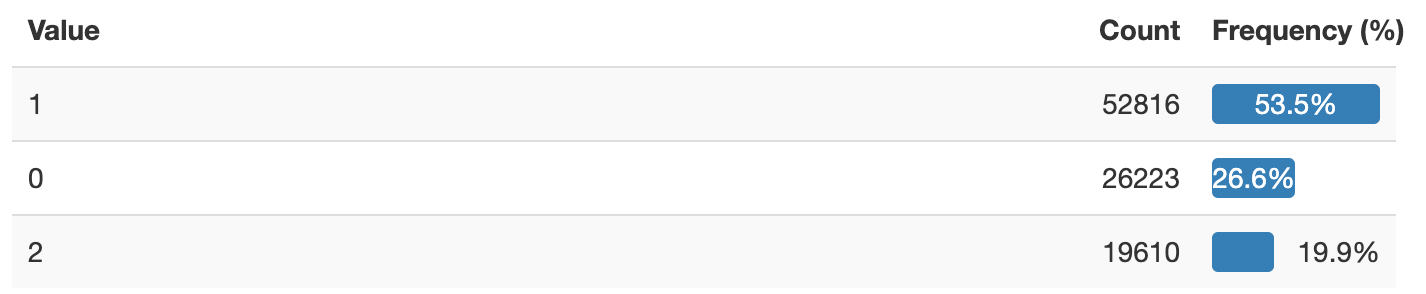 Value Count Frequency (%)
1 52816 53.5%
0 26223 26.6%
2 19610 19.9%